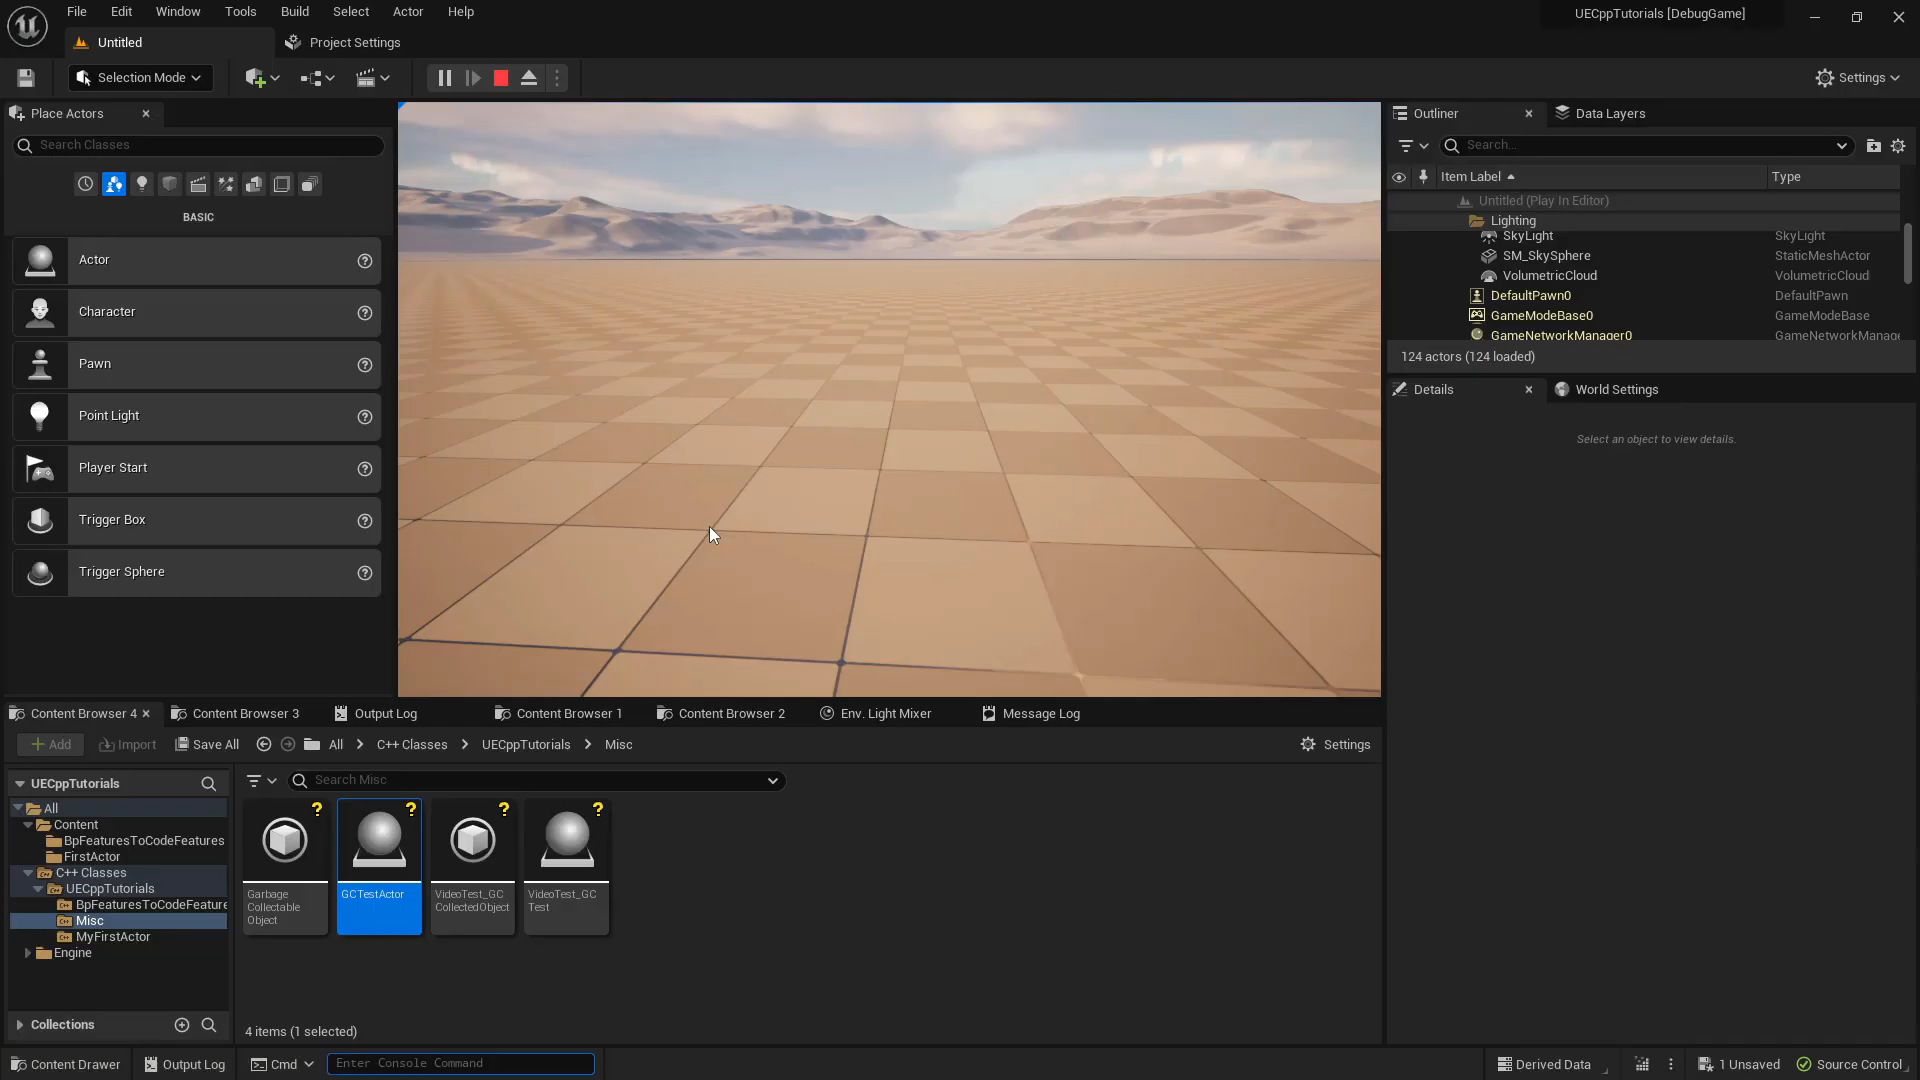 File Edit Window Tools Build Select Actor Help
UECppTutorials [DebugGame]
Untitled
Project Settings
Selection Mode
Settings
Place Actors
Search Classes
BASIC
Actor
Character
Pawn
Point Light
Player Start
Trigger Box
Trigger Sphere
Outliner
Data Layers
Search...
Item Label Type
Untitled (Play In Editor)
Lighting
SkyLight SkyLight
SM_SkySphere StaticMeshActor
VolumetricCloud VolumetricCloud
DefaultPawn0 DefaultPawn
GameModeBase0 GameModeBase
GameNetworkManager0 GameNetworkManage
124 actors (124 loaded)
Details
World Settings
Select an object to view details.
Content Browser 4
Content Browser 3
Output Log
Content Browser 1
Content Browser 2
Env. Light Mixer
Message Log
Add
Import
Save All
All
C++ Classes
UECppTutorials
Misc
Settings
UECppTutorials
All
Content
BpFeaturesToCodeFeatures
FirstActor
C++ Classes
UECppTutorials
BpFeaturesToCodeFeature
Misc
MyFirstActor
Engine
Collections
Search Misc
Garbage
Collectable
Object
GCTestActor
VideoTest_GC
CollectedObject
VideoTest_GC
Test
4 items (1 selected)
Content Drawer
Output Log
Cmd
Enter Console Command
Derived Data
1 Unsaved
Source Control